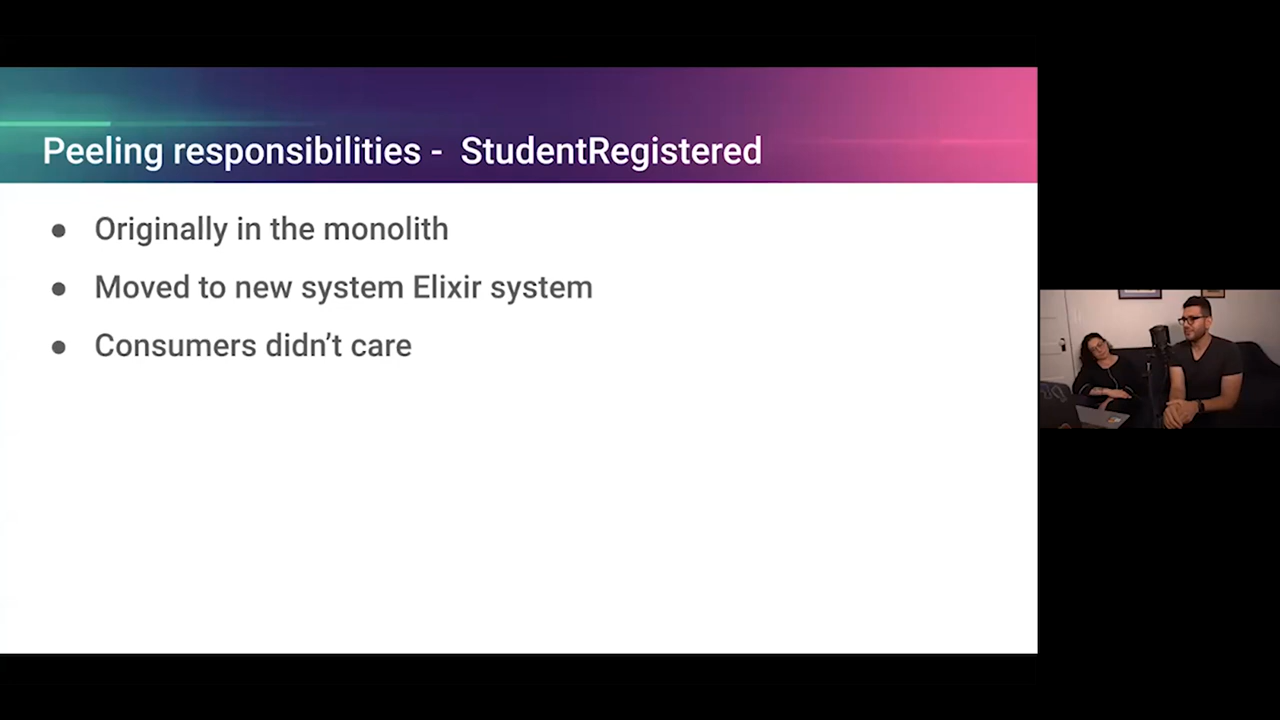 Peeling responsibilities - StudentRegistered
● Originally in the monolith
● Moved to new system Elixir system
● Consumers didn’t care